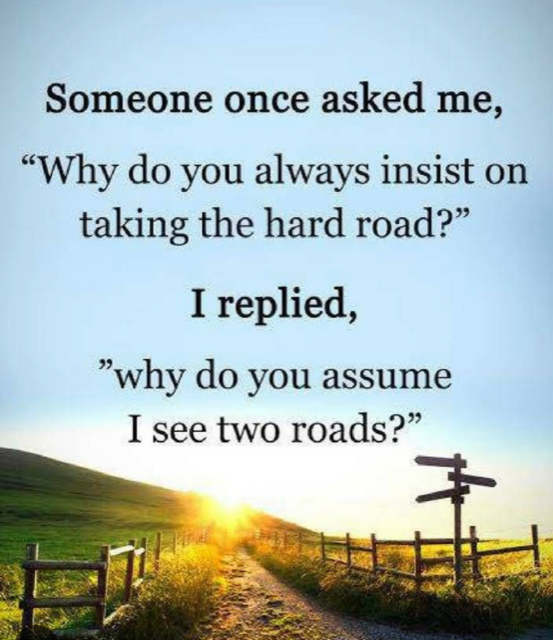 Someone once asked me,
“Why do you always insist on
taking the hard road?”
I replied,
”why do you assume
I see two roads?”